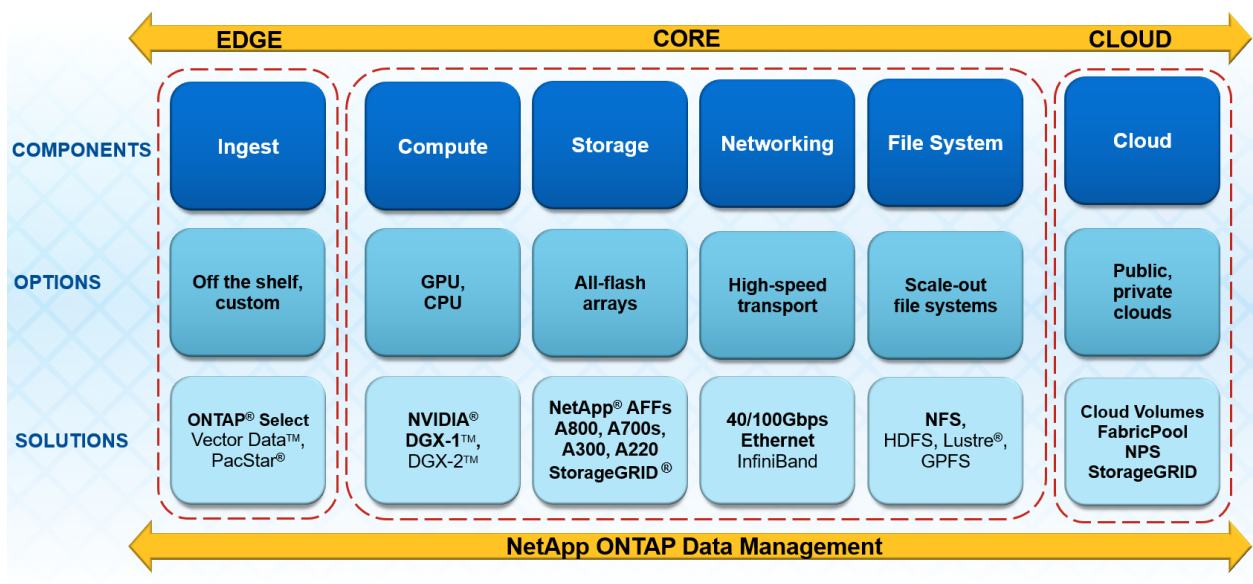 EDGE
CORE
CLOUD
COMPONENTS
Ingest
Compute
Storage
Networking
File System
Cloud
OPTIONS
Off the shelf,
custom
GPU,
CPU
All-flash
arrays
High-speed
transport
Scale-out
file systems
Public,
private
clouds
SOLUTIONS
ONTAP® Select
Vector Data™,
PacStar®
NVIDIA®
DGX-1™,
DGX-2™
NetApp® AFFs
A800, A700s,
A300, A220
StorageGRID®
40/100Gbps
Ethernet
InfiniBand
NFS,
HDFS, Lustre®,
GPFS
Cloud Volumes
FabricPool
NPS
StorageGRID
NetApp ONTAP Data Management